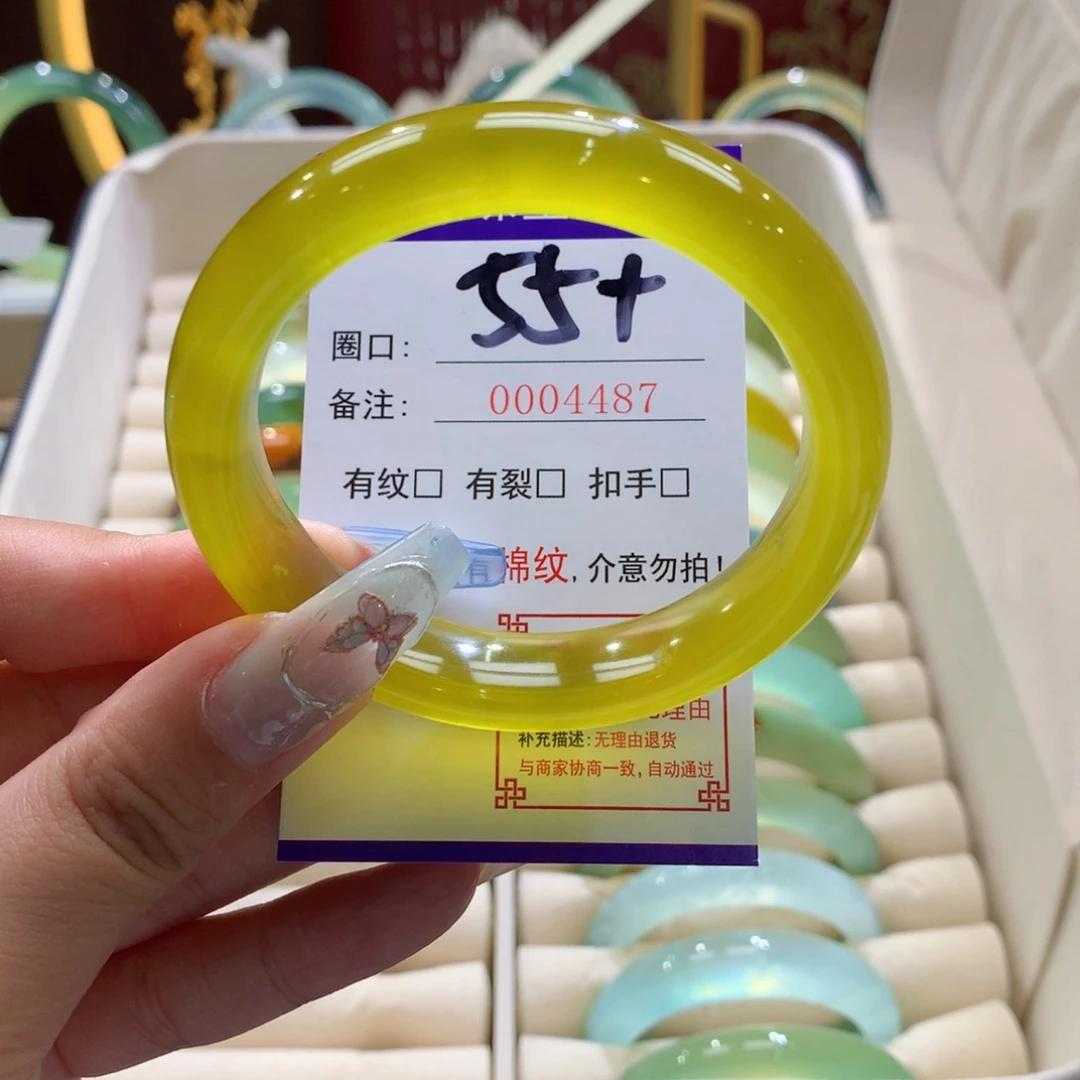 55+
圈口:
备注: 0004487
有纹□ 有裂□ 扣手□
有棉纹,介意勿拍!
理由
补充描述:无理由退货
与商家协商一致,自动通过